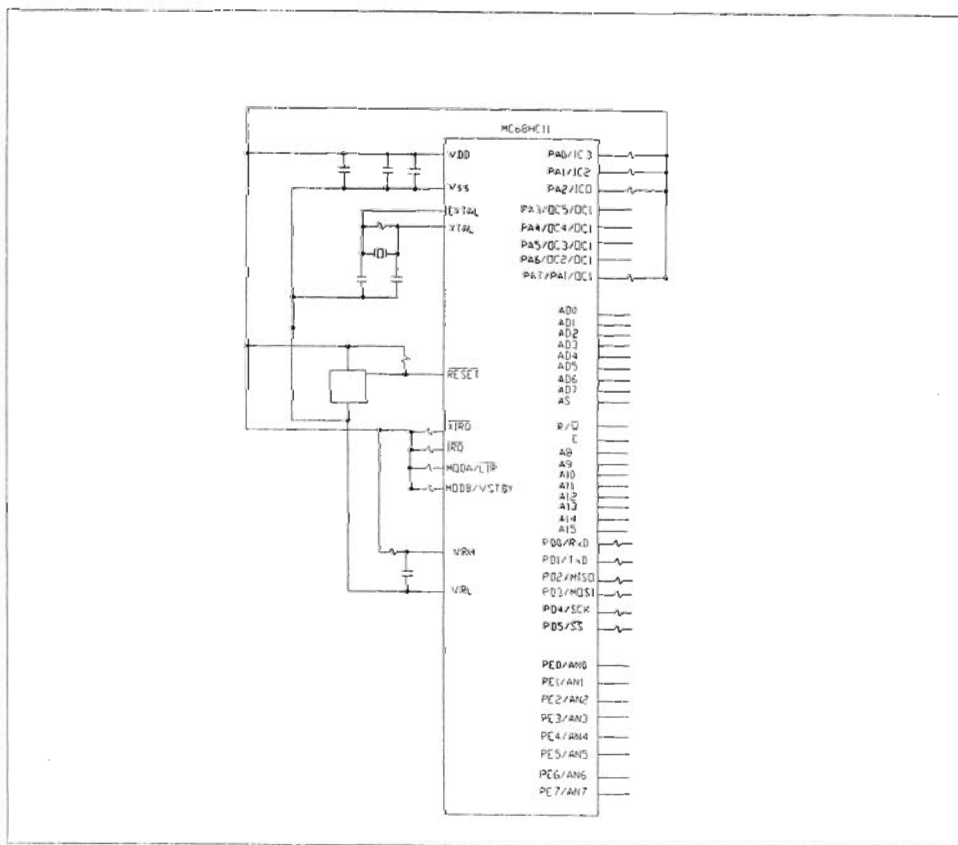 MC68HC11
VDD
VSS
EXTAL
XTAL
RESET
XIRQ
IRQ
MODA/LIR
MODB/VSTBY
VRH
VRL
PA0/IC3
PA1/IC2
PA2/IC0
PA3/OC5/OC1
PA4/OC4/OC1
PA5/OC3/OC1
PA6/OC2/OC1
PA7/PA1/OC1
AD0
AD1
AD2
AD3
AD4
AD5
AD6
AD7
AS
R/W
E
A8
A9
A10
A11
A12
A13
A14
A15
PD0/RxD
PD1/TxD
PD2/MISO
PD3/MOSI
PD4/SCK
PD5/SS
PE0/AN0
PE1/AN1
PE2/AN2
PE3/AN3
PE4/AN4
PE5/AN5
PE6/AN6
PE7/AN7